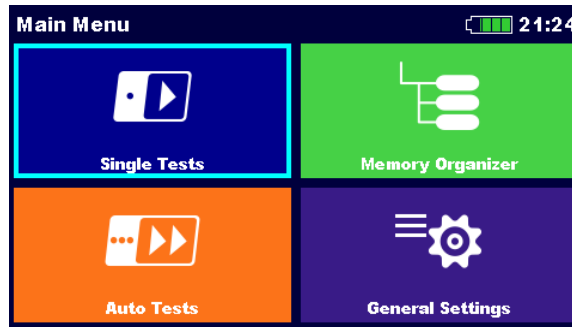 Main Menu 21:24
Single Tests
Memory Organizer
Auto Tests
General Settings